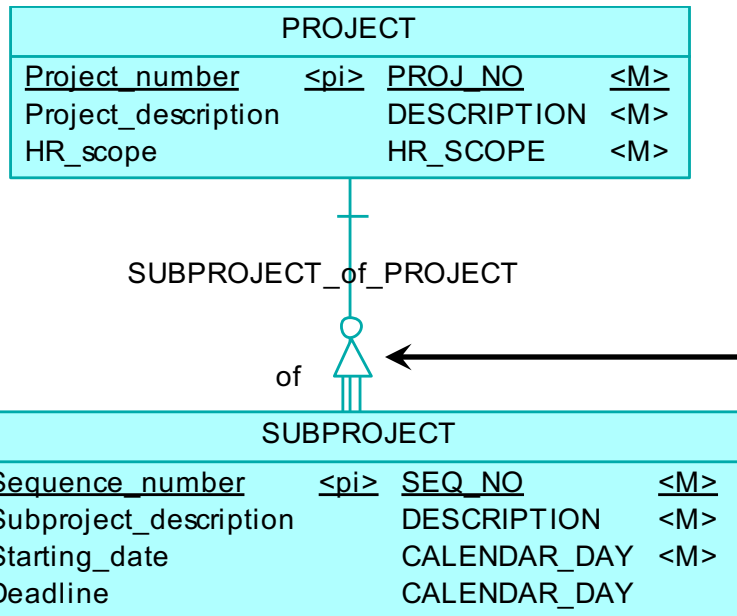 PROJECT
Project_number <pi> PROJ_NO <M>
Project_description DESCRIPTION <M>
HR_scope HR_SCOPE <M>
SUBPROJECT_of_PROJECT
of
SUBPROJECT
Sequence_number <pi> SEQ_NO <M>
Subproject_description DESCRIPTION <M>
Starting_date CALENDAR_DAY <M>
Deadline CALENDAR_DAY